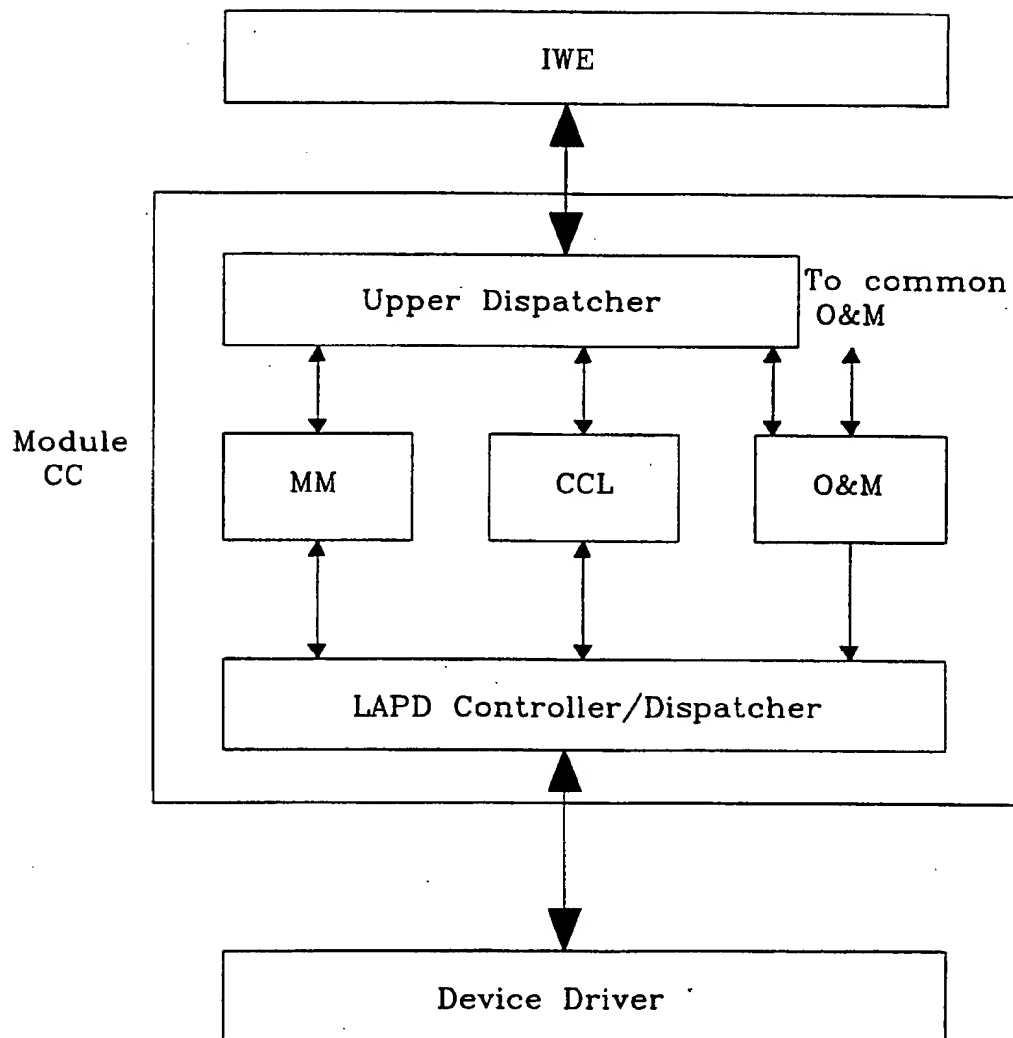 IWE
Upper Dispatcher
To common
O&M
Module
CC
MM
CCL
O&M
LAPD Controller/Dispatcher
Device Driver